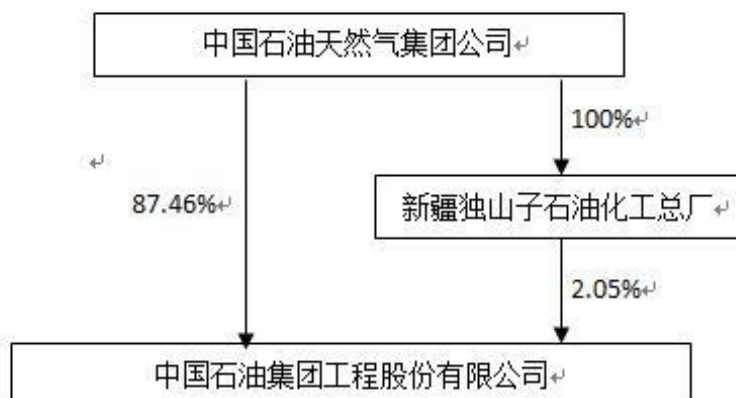 中国石油天然气集团公司↵
100%↵
↵
87.46%↵
新疆独山子石油化工总厂↵
2.05%↵
中国石油集团工程股份有限公司↵